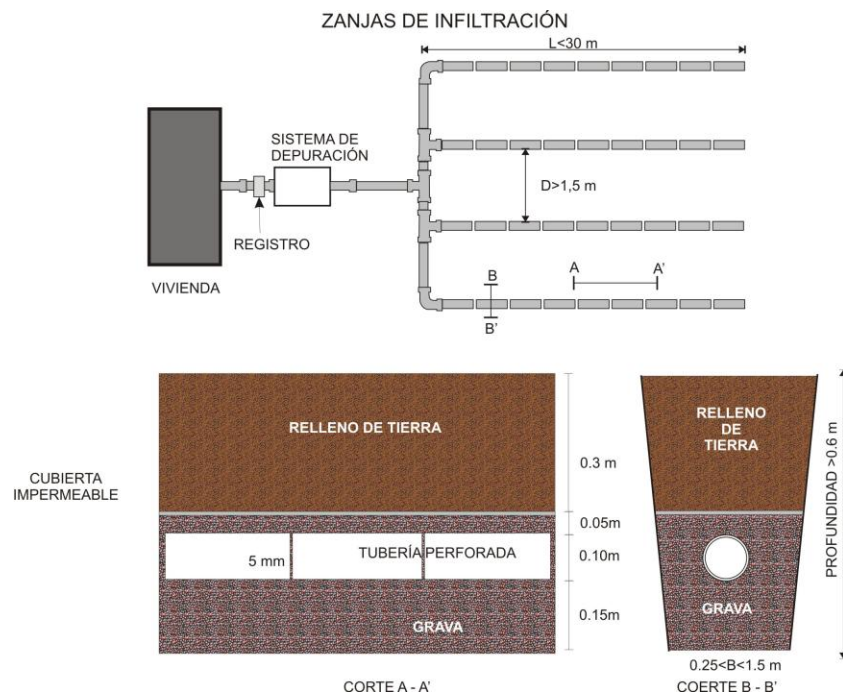 ZANJAS DE INFILTRACIÓN
L<30 m
SISTEMA DE
DEPURACIÓN
D>1,5 m
REGISTRO
VIVIENDA
A
A'
B
B'
RELLENO DE TIERRA
0.3 m
CUBIERTA
IMPERMEABLE
0.05m
5 mm
TUBERÍA PERFORADA
0.10m
0.15m
GRAVA
CORTE A - A'
RELLENO
DE
TIERRA
PROFUNDIDAD >0.6 m
GRAVA
0.25<B<1.5 m
COERTE B - B'